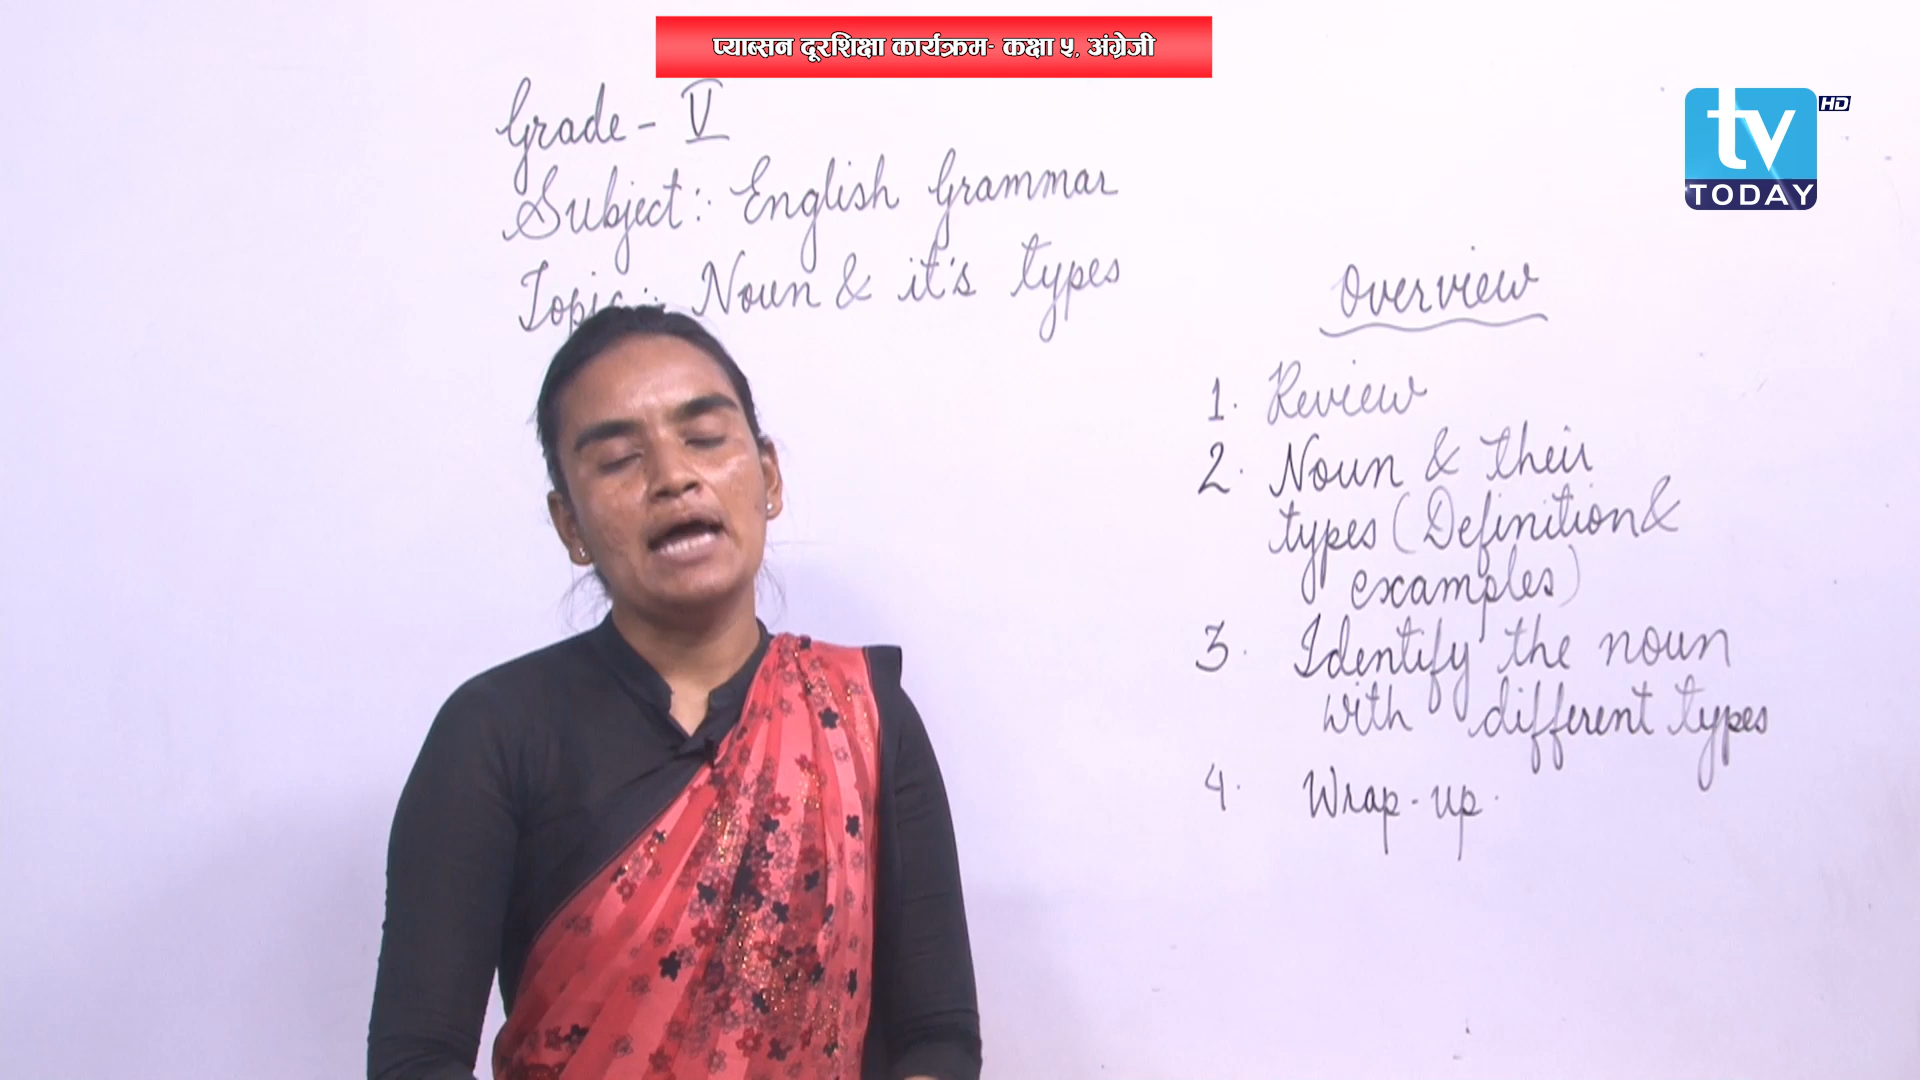 प्याब्सन दूरशिक्षा कार्यक्रम- कक्षा ५, अंग्रेजी
tv HD
TODAY
Grade - V
Subject:- English Grammar
Topic:- Noun & it's types
Overview
1. Review
2. Noun & their
types (Definition &
examples)
3. Identify the noun
with different types
4. Wrap-up.